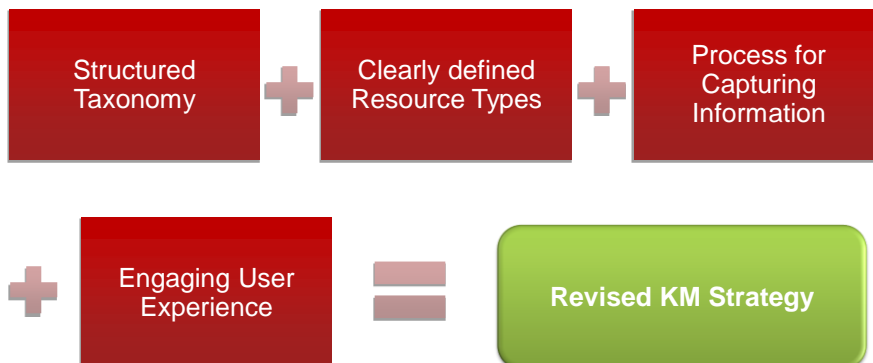 Structured
Taxonomy
Clearly defined
Resource Types
Process for
Capturing
Information
Engaging User
Experience
Revised KM Strategy